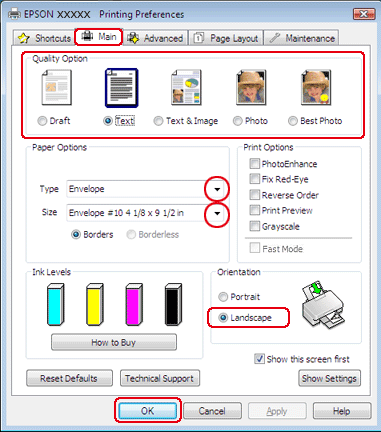 EPSON XXXXX Printing Preferences
Shortcuts Main Advanced 1 Page Layout Maintenance
Quality Option
Draft Text Text & Image Photo Best Photo
Paper Options
Type Envelope
Size Envelope #10 4 1/8 x 9 1/2 in
Borders Borderless
Print Options
PhotoEnhance
Fix Red-Eye
Reverse Order
Print Preview
Grayscale
Fast Mode
Ink Levels
How to Buy
Orientation
Portrait
Landscape
Show this screen first
Reset Defaults Technical Support Show Settings
OK Cancel Apply Help